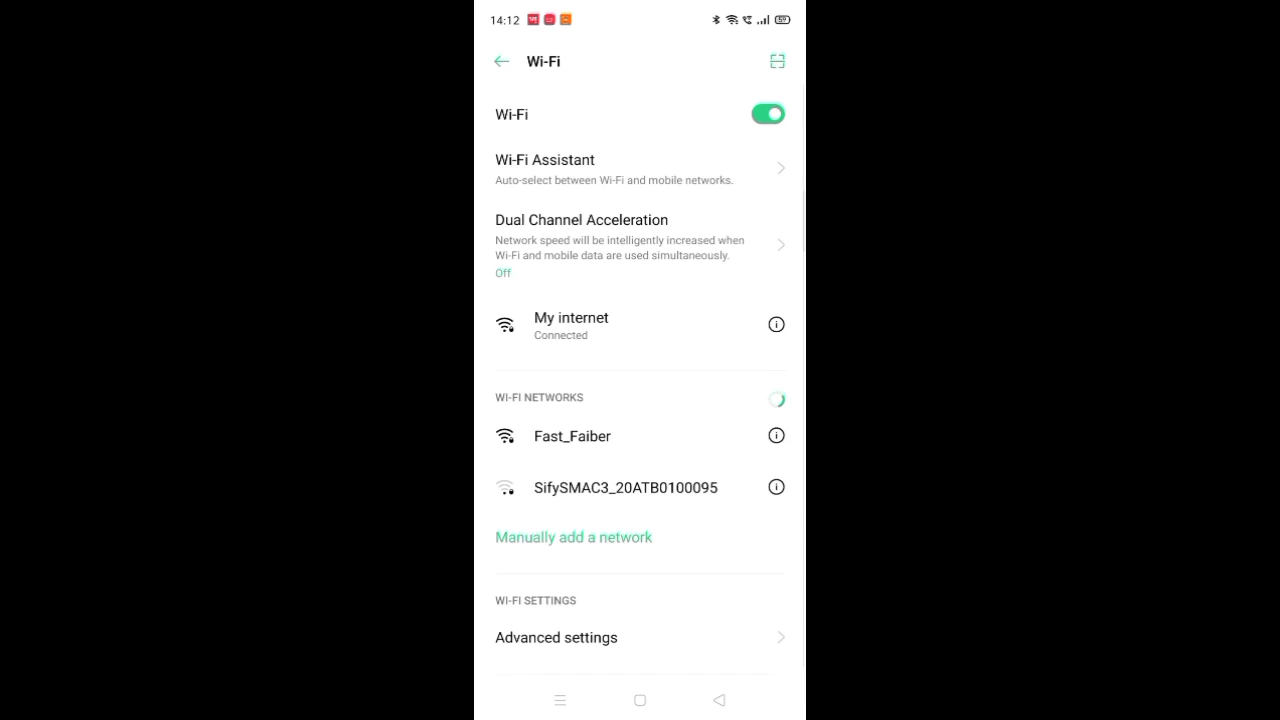 14:12
59
Wi-Fi
Wi-Fi
Wi-Fi Assistant
Auto-select between Wi-Fi and mobile networks.
Dual Channel Acceleration
Network speed will be intelligently increased when
Wi-Fi and mobile data are used simultaneously.
Off
My internet
Connected
WI-FI NETWORKS
Fast_Faiber
SifySMAC3_20ATB0100095
Manually add a network
WI-FI SETTINGS
Advanced settings